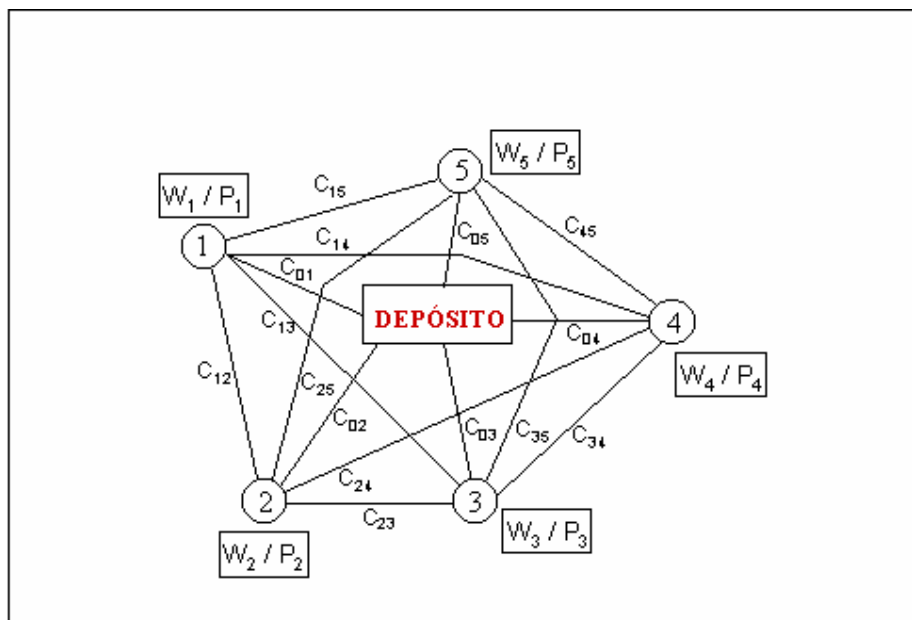 W₅ / P₅
5
C₁₅
W₁ / P₁
C₄₅
C₀₅
1
C₁₄
C₀₁
DEPÓSITO
4
C₁₃
C₀₄
C₁₂
C₂₅
W₄ / P₄
C₀₂
C₀₃
C₃₅
C₃₄
C₂₄
2
3
C₂₃
W₃ / P₃
W₂ / P₂